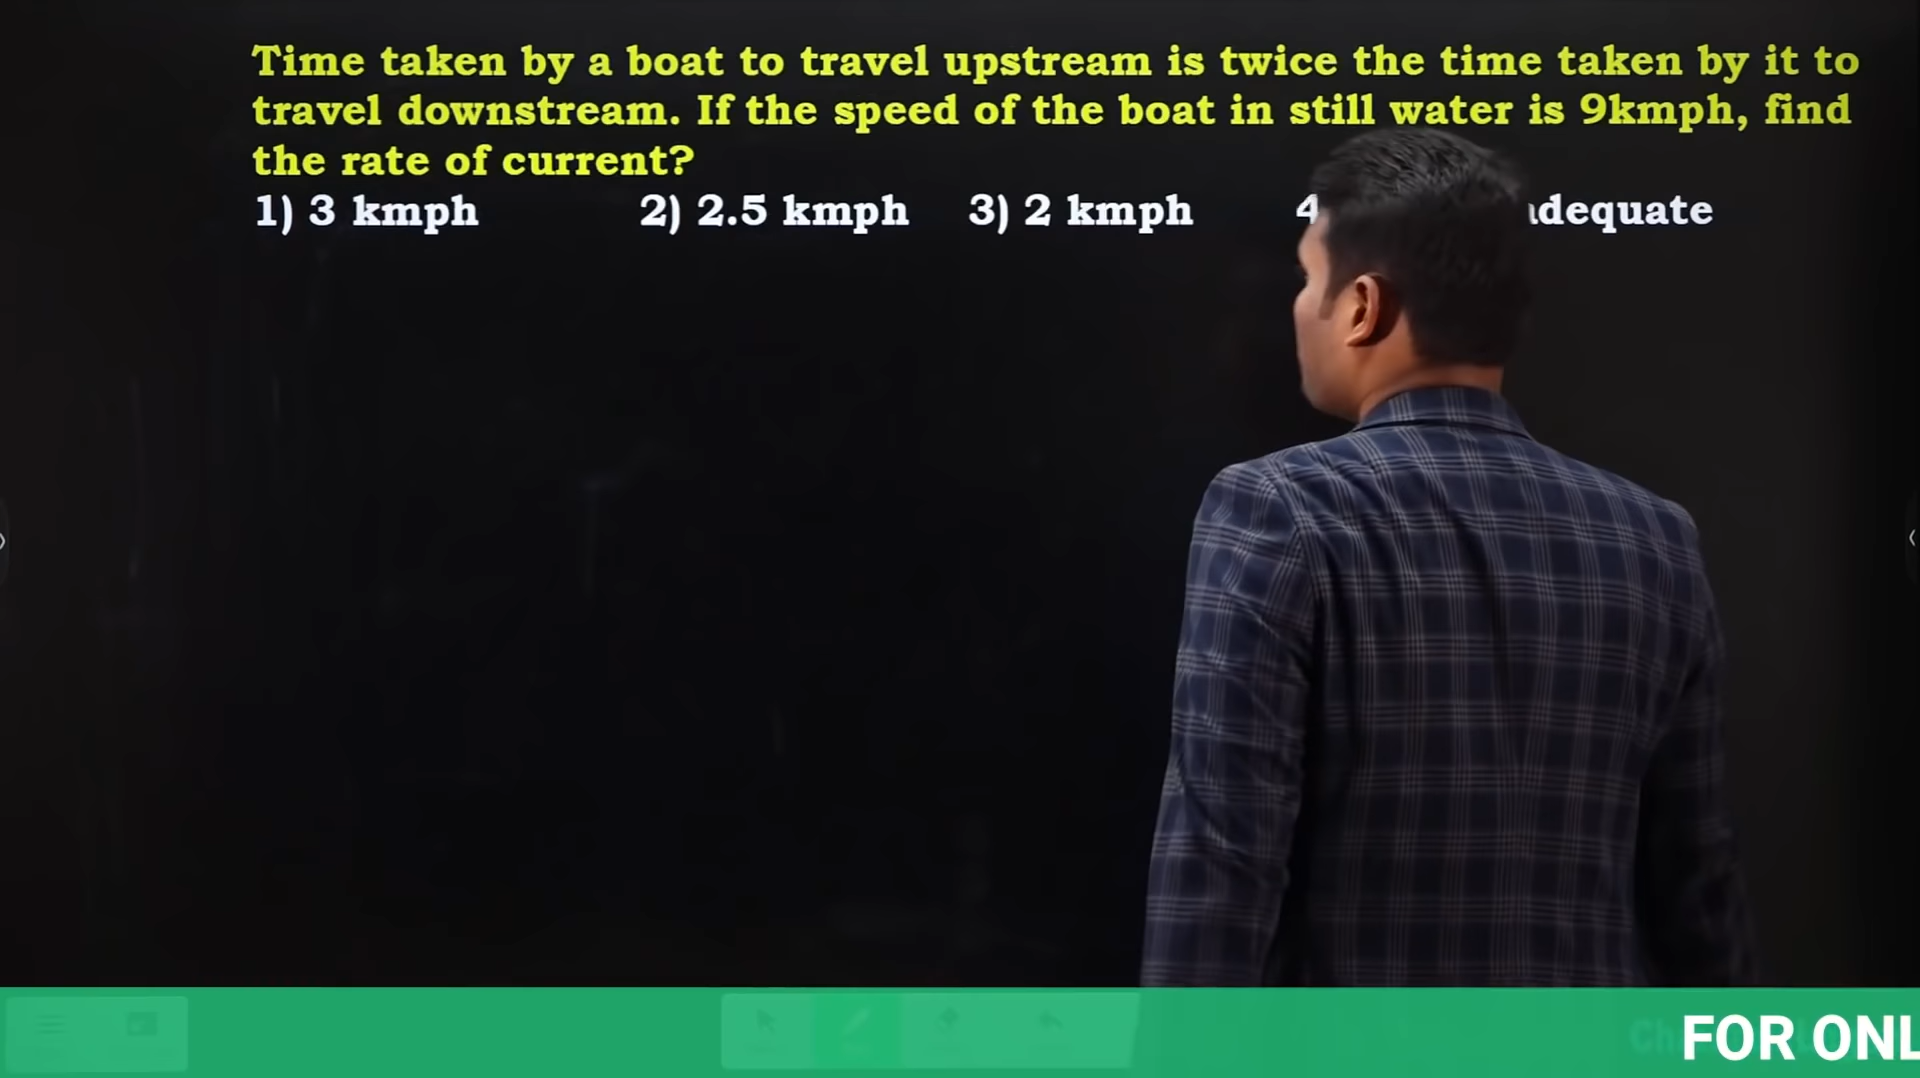 Time taken by a boat to travel upstream is twice the time taken by it to
travel downstream. If the speed of the boat in still water is 9kmph, find
the rate of current?
1) 3 kmph 2) 2.5 kmph 3) 2 kmph 4
FOR